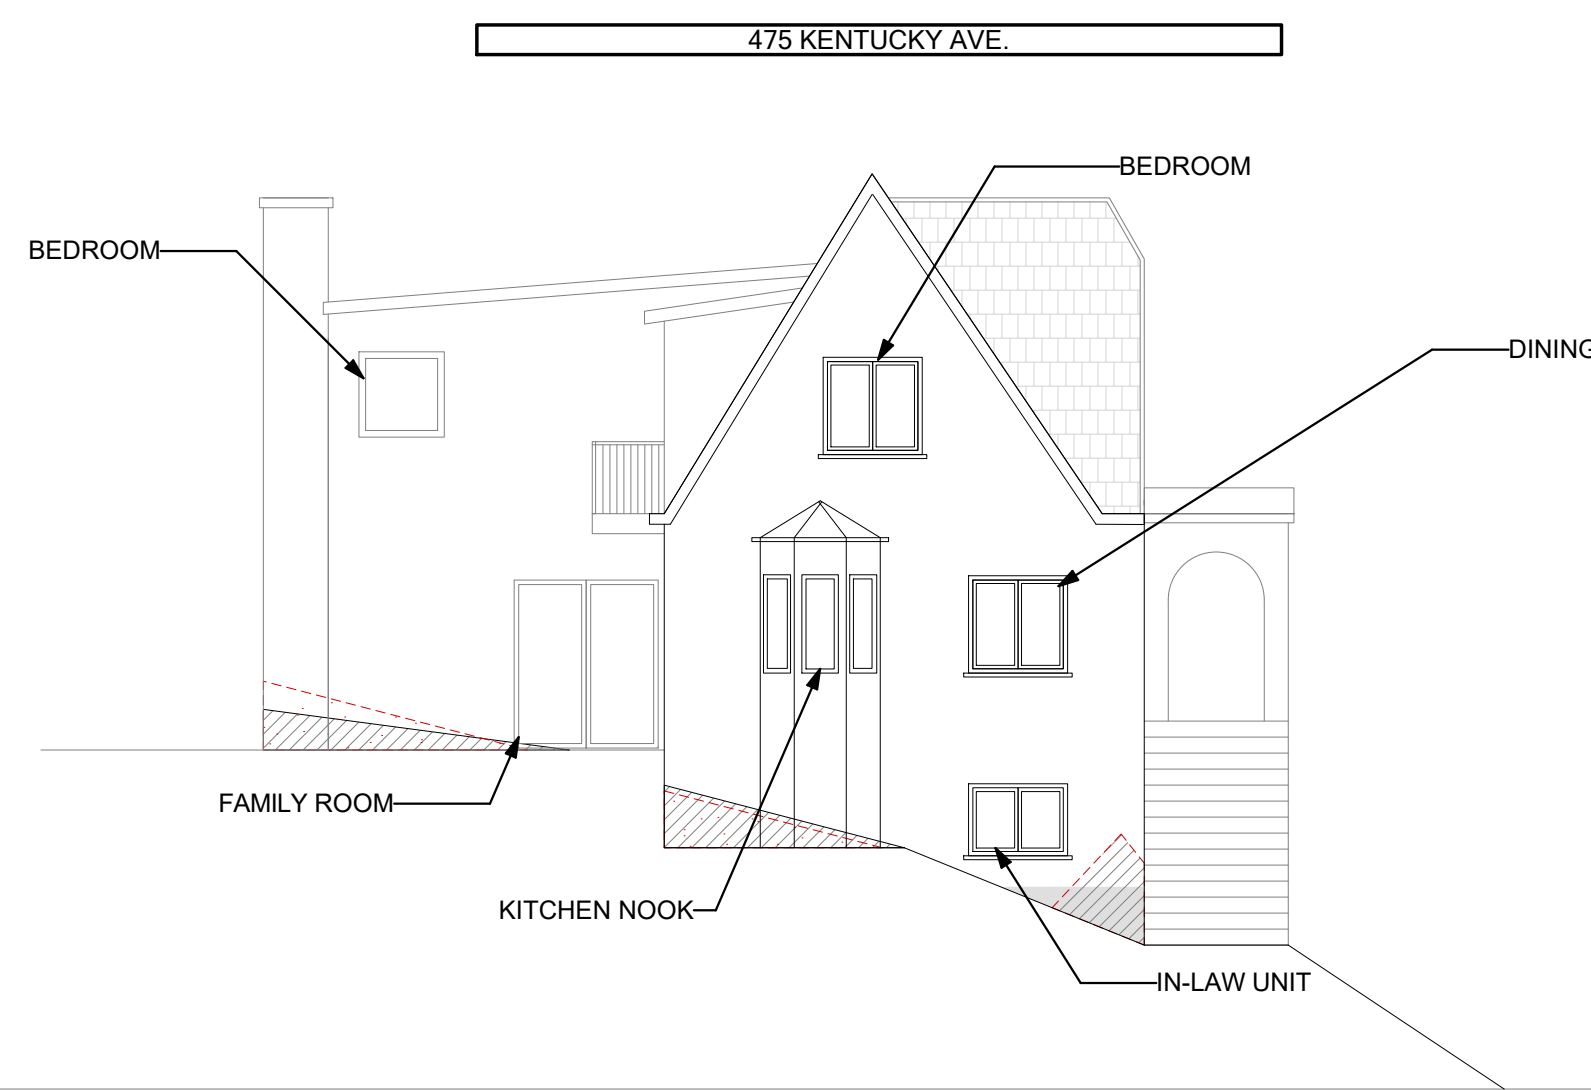 475 KENTUCKY AVE.
BEDROOM
BEDROOM
DINING
FAMILY ROOM
KITCHEN NOOK
IN-LAW UNIT